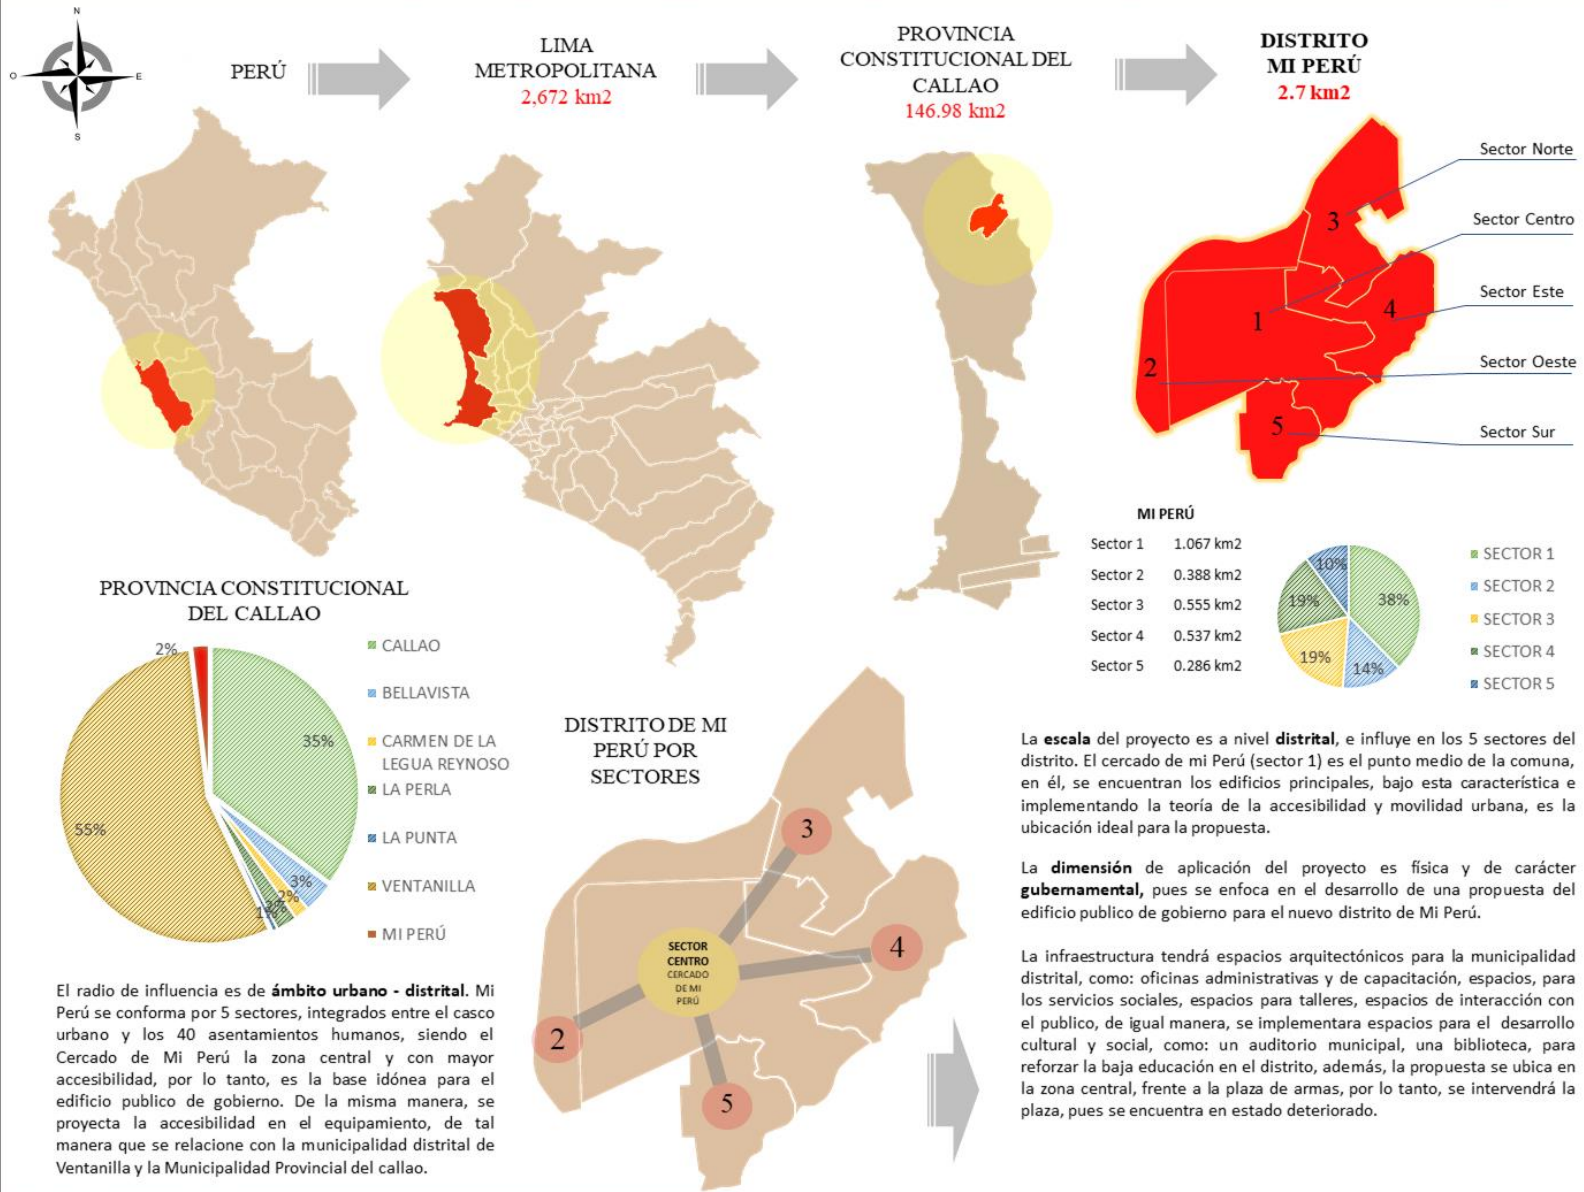 N
O
E
S
PERÚ
LIMA
METROPOLITANA
2,672 km2
PROVINCIA
CONSTITUCIONAL DEL
CALLAO
146.98 km2
DISTRITO
MI PERÚ
2.7 km2
Sector Norte
Sector Centro
Sector Este
Sector Oeste
Sector Sur
3
4
1
2
5
MI PERÚ
Sector 1 1.067 km2
Sector 2 0.388 km2
Sector 3 0.555 km2
Sector 4 0.537 km2
Sector 5 0.286 km2
10%
38%
19%
19%
14%
SECTOR 1
SECTOR 2
SECTOR 3
SECTOR 4
SECTOR 5
PROVINCIA CONSTITUCIONAL
DEL CALLAO
2%
35%
55%
3%
2%
2%
1%
CALLAO
BELLAVISTA
CARMEN DE LA
LEGUA REYNOSO
LA PERLA
LA PUNTA
VENTANILLA
MI PERÚ
El radio de influencia es de ámbito urbano - distrital. Mi
Perú se conforma por 5 sectores, integrados entre el casco
urbano y los 40 asentamientos humanos, siendo el
Cercado de Mi Perú la zona central y con mayor
accesibilidad, por lo tanto, es la base idónea para el
edificio publico de gobierno. De la misma manera, se
proyecta la accesibilidad en el equipamiento, de tal
manera que se relacione con la municipalidad distrital de
Ventanilla y la Municipalidad Provincial del callao.
DISTRITO DE MI
PERÚ POR
SECTORES
3
4
SECTOR
CENTRO
CERCADO
DE MI
PERÚ
2
5
La escala del proyecto es a nivel distrital, e influye en los 5 sectores del
distrito. El cercado de mi Perú (sector 1) es el punto medio de la comuna,
en él, se encuentran los edificios principales, bajo esta característica e
implementando la teoría de la accesibilidad y movilidad urbana, es la
ubicación ideal para la propuesta.
La dimensión de aplicación del proyecto es física y de carácter
gubernamental, pues se enfoca en el desarrollo de una propuesta del
edificio publico de gobierno para el nuevo distrito de Mi Perú.
La infraestructura tendrá espacios arquitectónicos para la municipalidad
distrital, como: oficinas administrativas y de capacitación, espacios, para
los servicios sociales, espacios para talleres, espacios de interacción con
el publico, de igual manera, se implementara espacios para el desarrollo
cultural y social, como: un auditorio municipal, una biblioteca, para
reforzar la baja educación en el distrito, además, la propuesta se ubica en
la zona central, frente a la plaza de armas, por lo tanto, se intervendrá la
plaza, pues se encuentra en estado deteriorado.